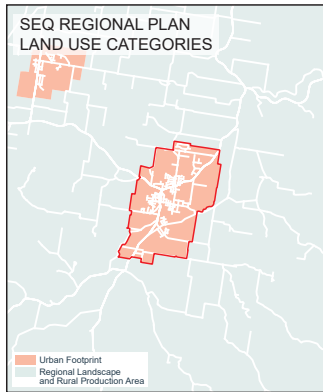 SEQ REGIONAL PLAN
LAND USE CATEGORIES
Urban Footprint
Regional Landscape
and Rural Production Area